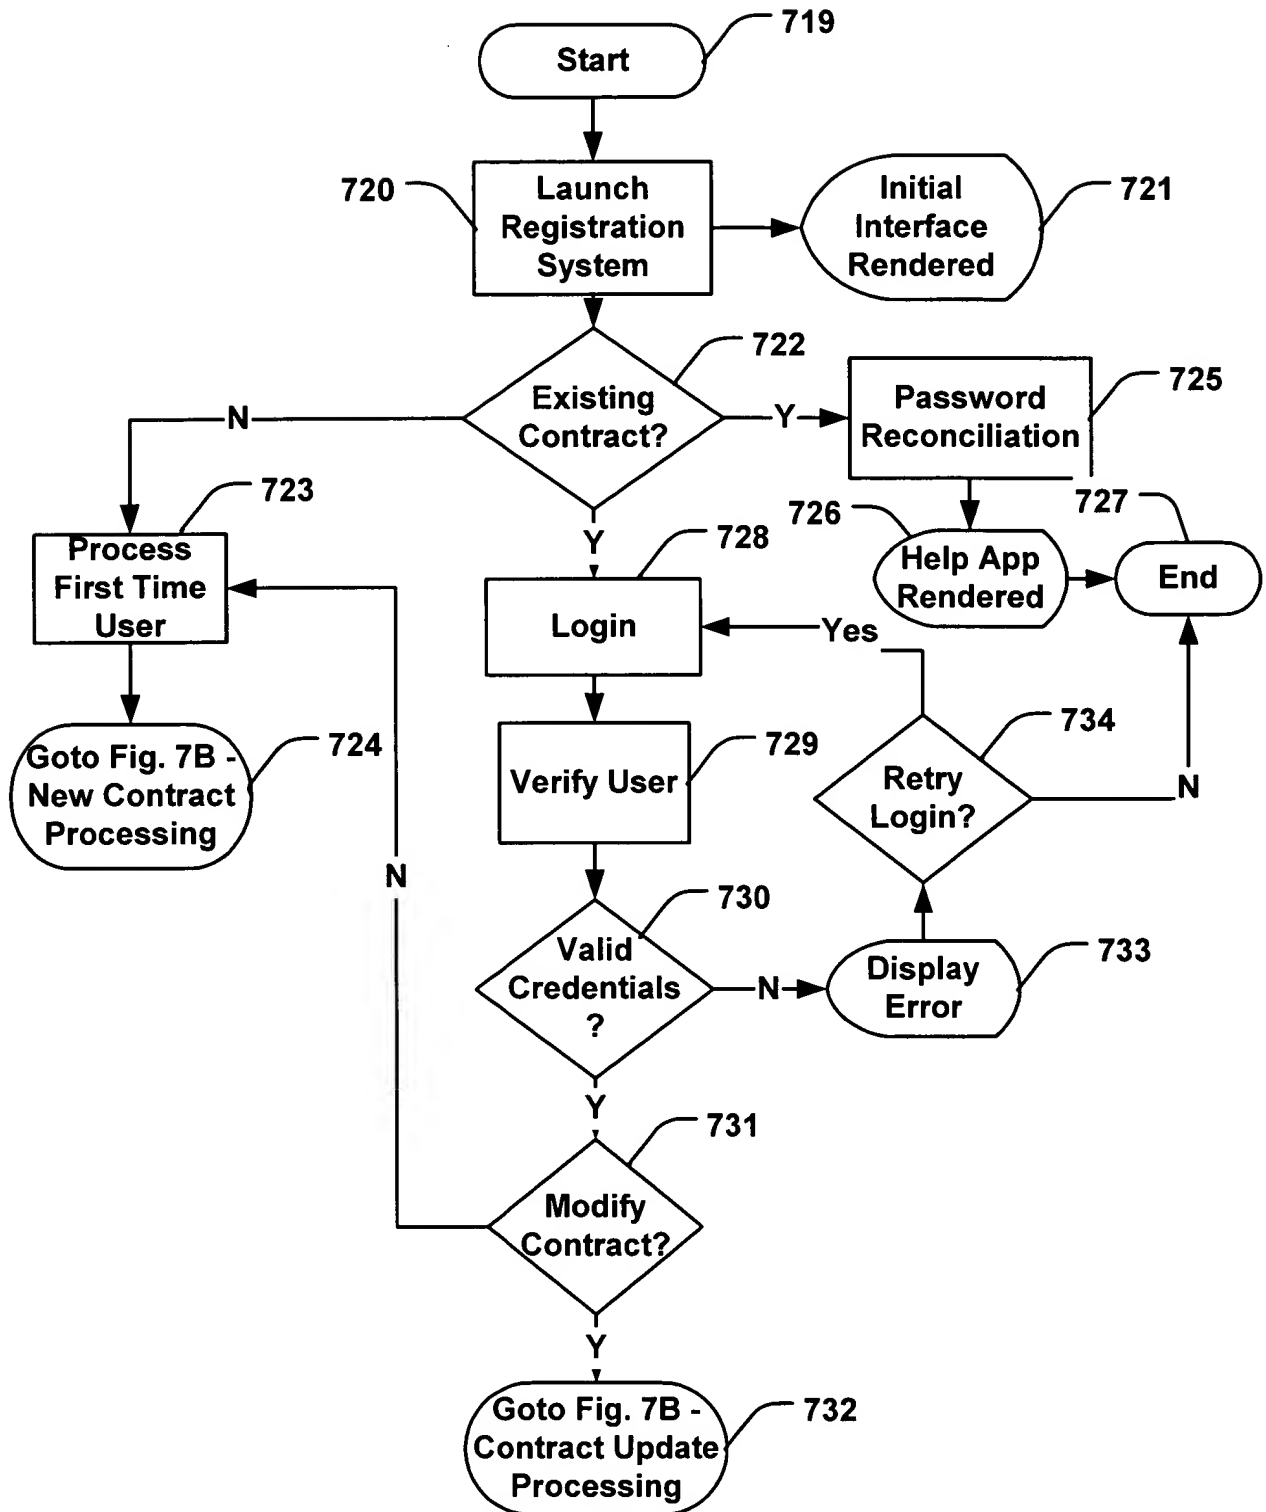 719
Start
720
Launch
Registration
System
Initial
Interface
Rendered
721
722
Existing
Contract?
N
Y
Password
Reconciliation
725
723
Process
First Time
User
Y
728
Login
726
Help App
Rendered
727
End
Yes
724
Goto Fig. 7B -
New Contract
Processing
729
Verify User
734
Retry
Login?
N
N
730
Valid
Credentials
?
N
Display
Error
733
Y
731
Modify
Contract?
Y
Goto Fig. 7B -
Contract Update
Processing
732